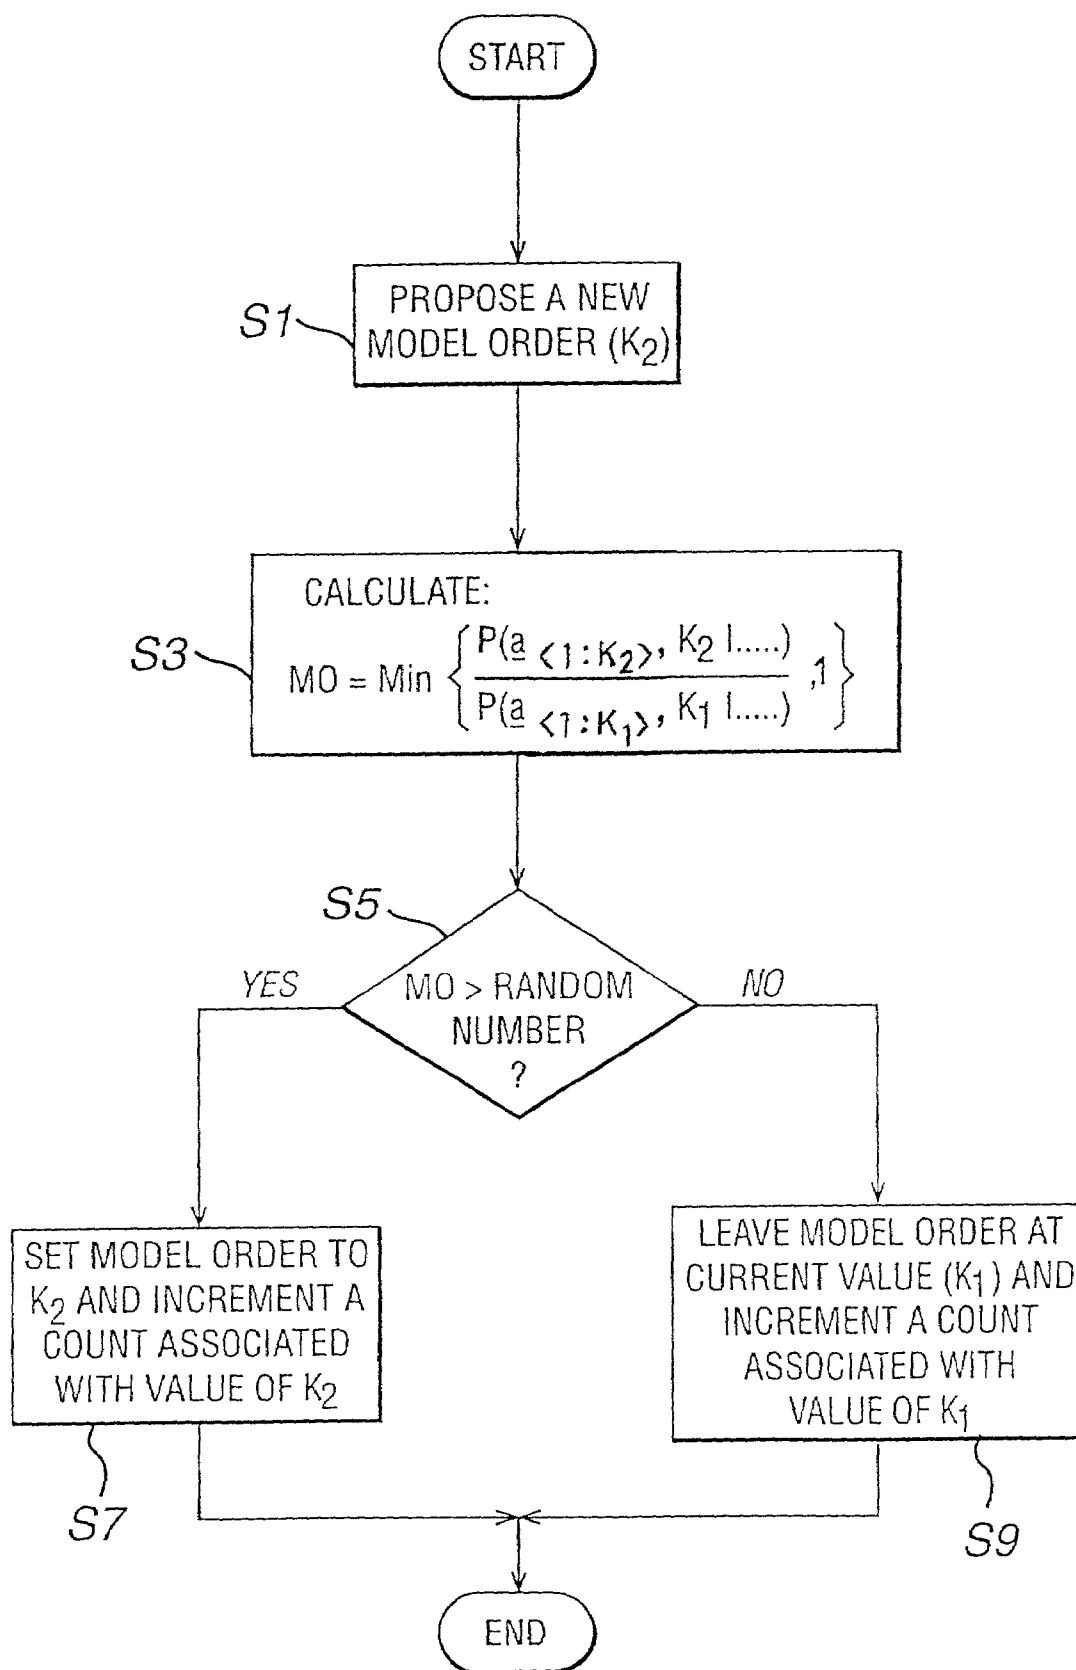 START
S1
PROPOSE A NEW
MODEL ORDER (K2)
S3
CALCULATE:
MO = Min { P(a <1:K2>, K2 |.....) / P(a <1:K1>, K1 |.....) ,1 }
S5
YES
MO > RANDOM
NUMBER
?
NO
SET MODEL ORDER TO
K2 AND INCREMENT A
COUNT ASSOCIATED
WITH VALUE OF K2
LEAVE MODEL ORDER AT
CURRENT VALUE (K1) AND
INCREMENT A COUNT
ASSOCIATED WITH
VALUE OF K1
S7
S9
END